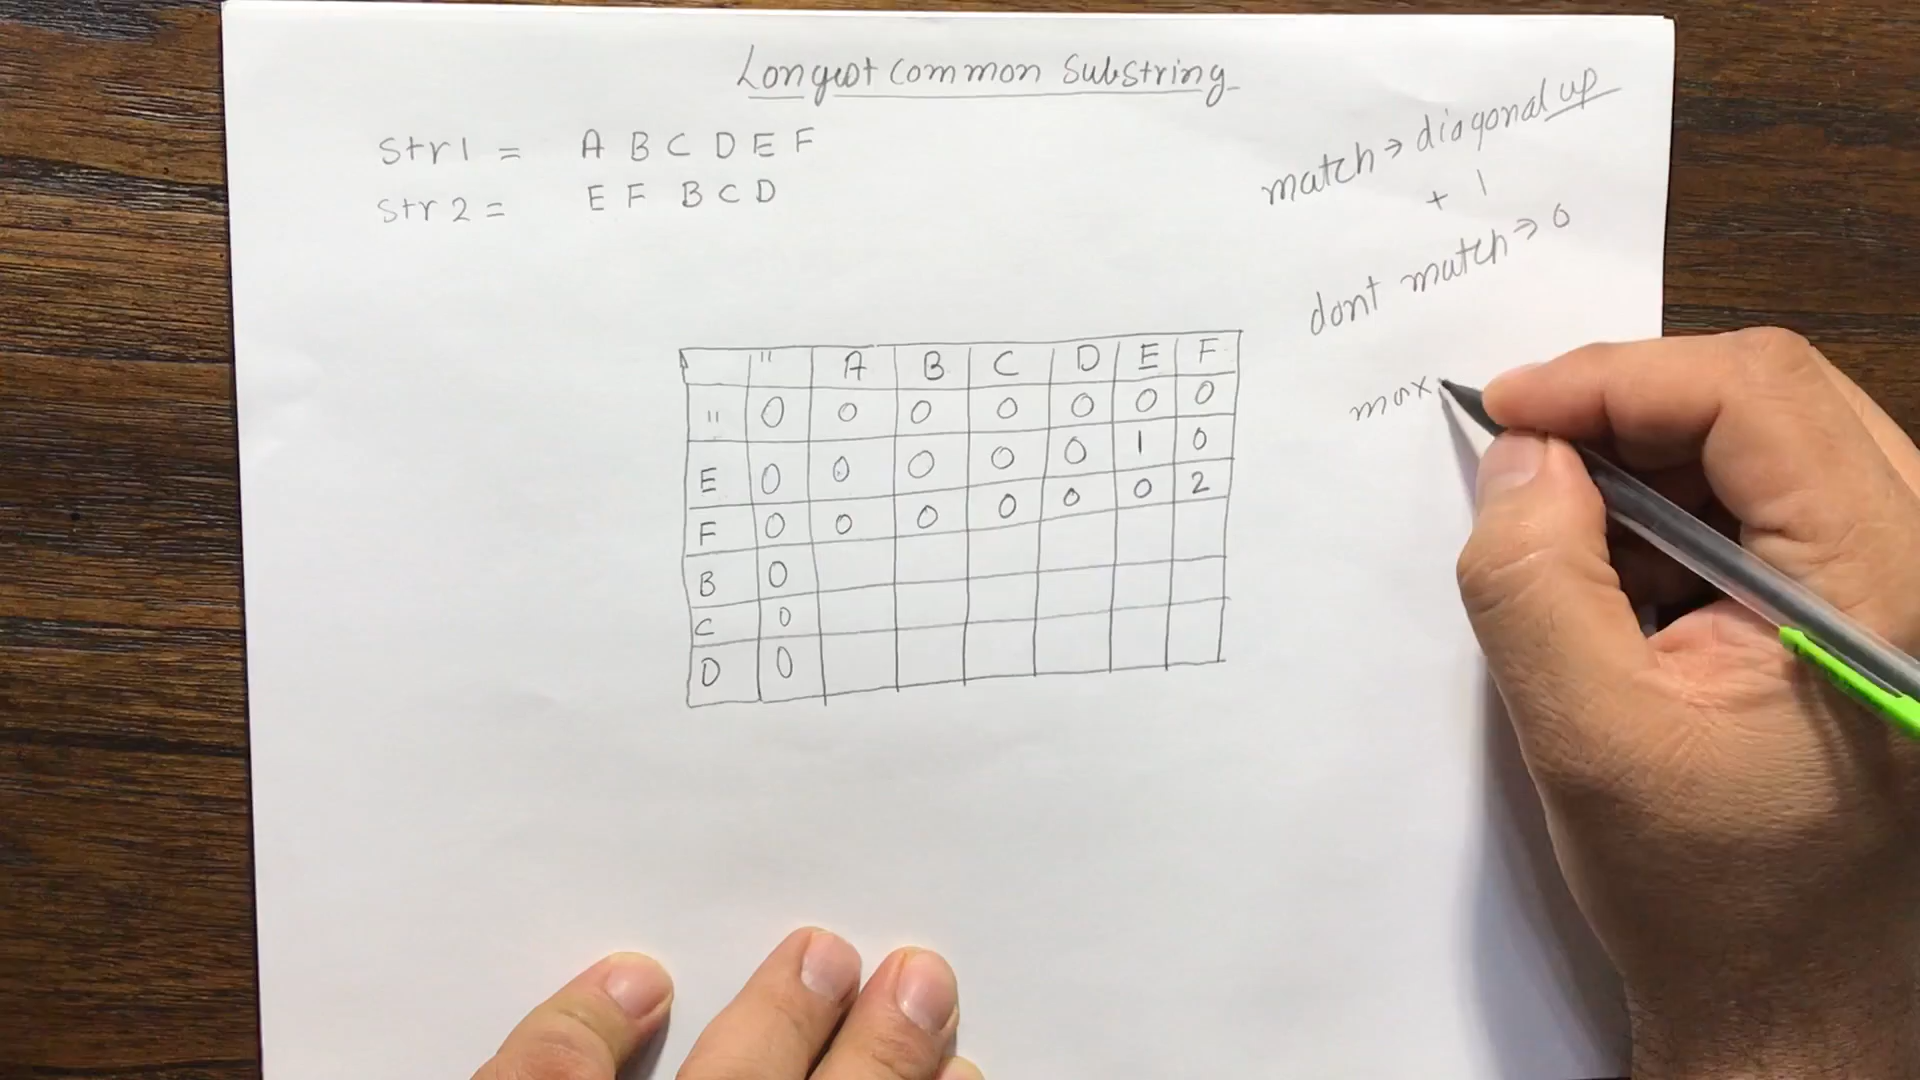 Longest Common Substring
Str1 = A B C D E F
Str2 = E F B C D
match → diagonal up
+ 1
dont match → 0
max
" A B C D E F
" 0 0 0 0 0 0 0
E 0 0 0 0 0 1 0
F 0 0 0 0 0 0 2
B 0
C 0
D 0